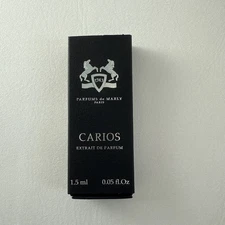 PARFUMS de MARLY
PARIS
CARIOS
EXTRAIT DE PARFUM
1.5 ml 0.05 fl.Oz